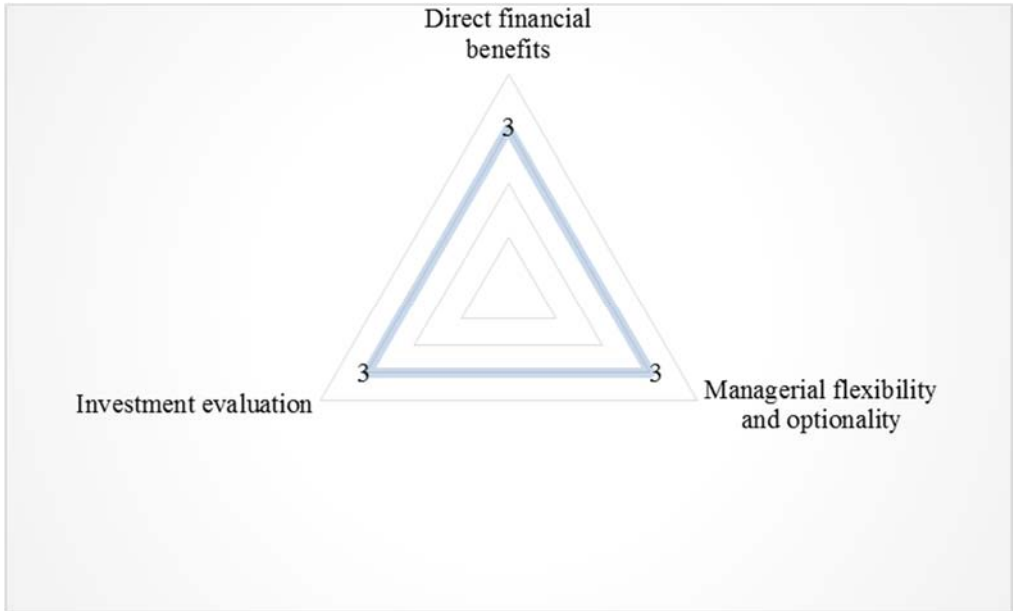 Direct financial
benefits
3
3
3
Investment evaluation
Managerial flexibility
and optionality